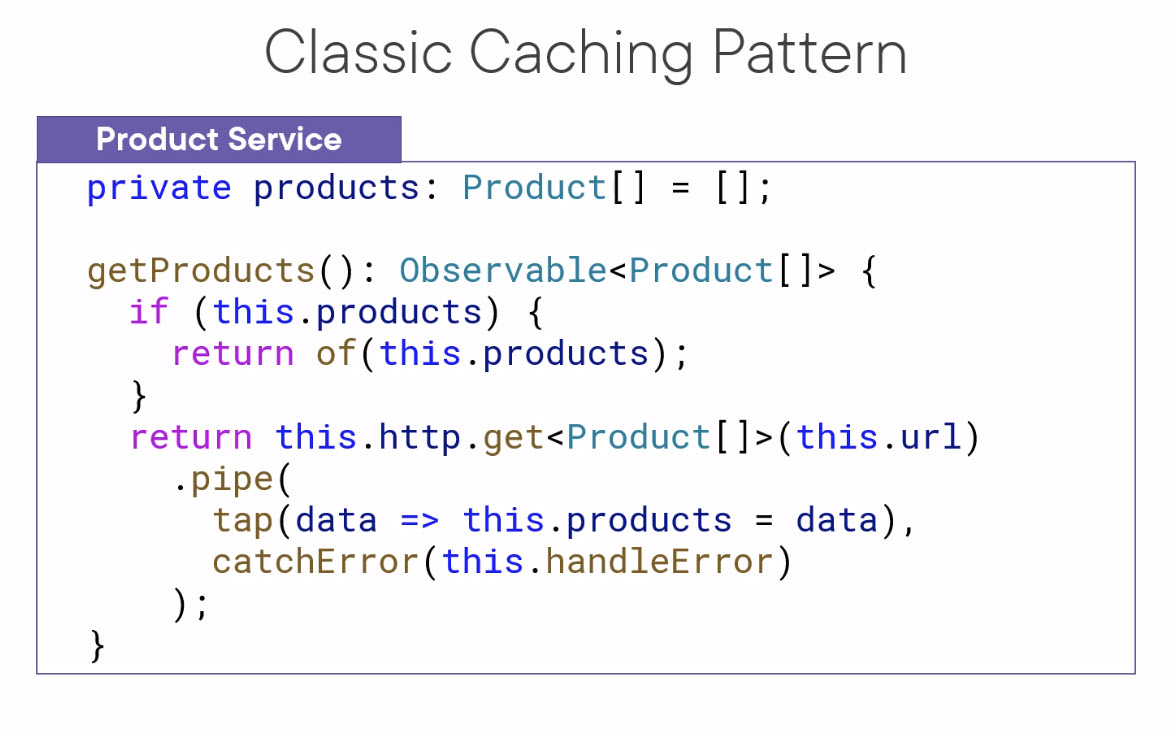 Classic Caching Pattern
Product Service
private products: Product[] = [];
getProducts(): Observable<Product[]> {
if (this.products) {
return of(this.products);
}
return this.http.get<Product[]>(this.url)
.pipe(
tap(data => this.products = data),
catchError(this.handleError)
);
}